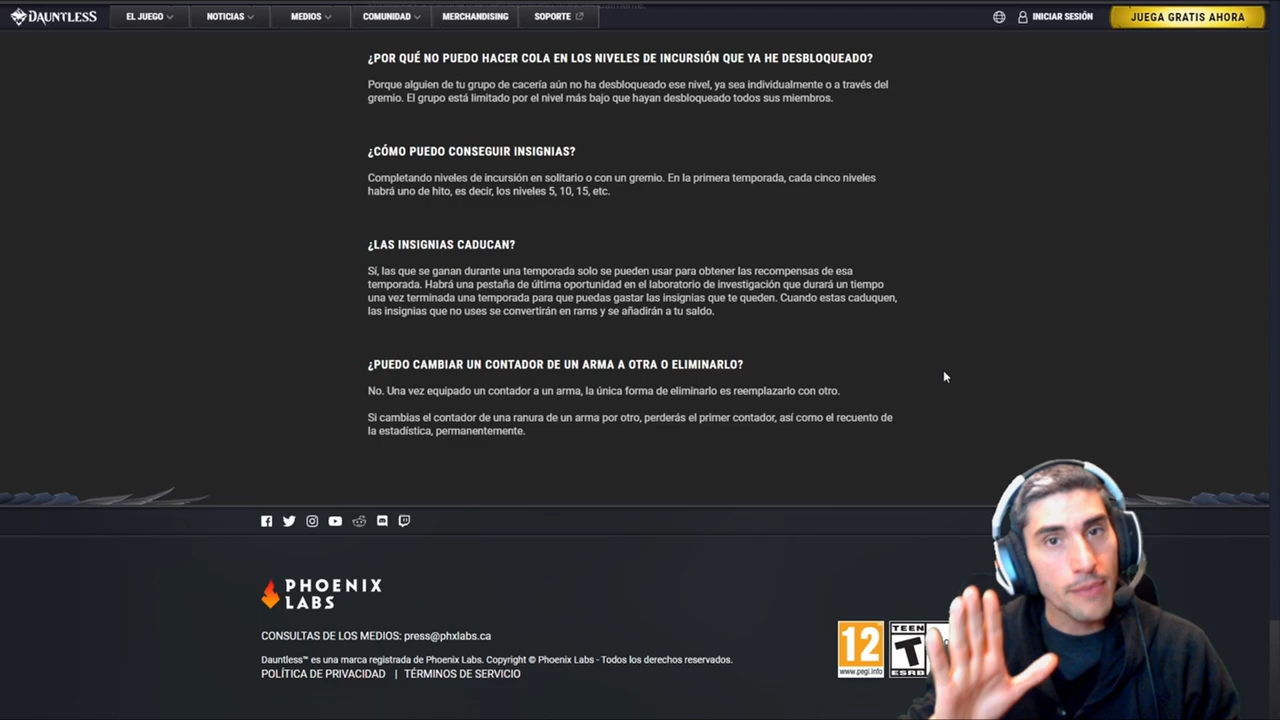 DAUNTLESS
EL JUEGO
NOTICIAS
MEDIOS
COMUNIDAD
MERCHANDISING
SOPORTE
INICIAR SESIÓN
JUEGA GRATIS AHORA
¿POR QUÉ NO PUEDO HACER COLA EN LOS NIVELES DE INCURSIÓN QUE YA HE DESBLOQUEADO?
Porque alguien de tu grupo de cacería aún no ha desbloqueado ese nivel, ya sea individualmente o a través del
gremio. El grupo está limitado por el nivel más bajo que hayan desbloqueado todos sus miembros.
¿CÓMO PUEDO CONSEGUIR INSIGNIAS?
Completando niveles de incursión en solitario o con un gremio. En la primera temporada, cada cinco niveles
habrá uno de hito, es decir, los niveles 5, 10, 15, etc.
¿LAS INSIGNIAS CADUCAN?
Sí, las que se ganan durante una temporada solo se pueden usar para obtener las recompensas de esa
temporada. Habrá una pestaña de última oportunidad en el laboratorio de investigación que durará un tiempo
una vez terminada una temporada para que puedas gastar las insignias que te queden. Cuando estas caduquen,
las insignias que no uses se convertirán en rams y se añadirán a tu saldo.
¿PUEDO CAMBIAR UN CONTADOR DE UN ARMA A OTRA O ELIMINARLO?
No. Una vez equipado un contador a un arma, la única forma de eliminarlo es reemplazarlo con otro.
Si cambias el contador de una ranura de un arma por otro, perderás el primer contador, así como el recuento de
la estadística, permanentemente.
PHOENIX
LABS
CONSULTAS DE LOS MEDIOS: press@phxlabs.ca
Dauntless™ es una marca registrada de Phoenix Labs. Copyright © Phoenix Labs - Todos los derechos reservados.
POLÍTICA DE PRIVACIDAD | TÉRMINOS DE SERVICIO
12
www.pegi.info
TEEN
T
ESRB